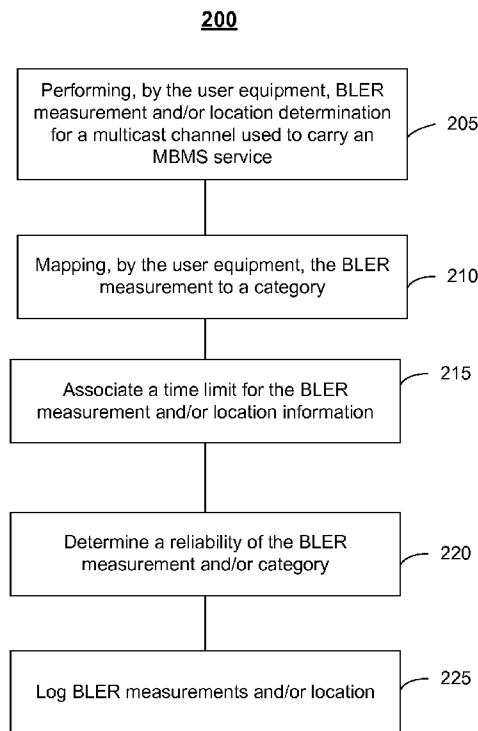 200
Performing, by the user equipment, BLER
measurement and/or location determination
for a multicast channel used to carry an
MBMS service
205
Mapping, by the user equipment, the BLER
measurement to a category
210
Associate a time limit for the BLER
measurement and/or location information
215
Determine a reliability of the BLER
measurement and/or category
220
Log BLER measurements and/or location
225